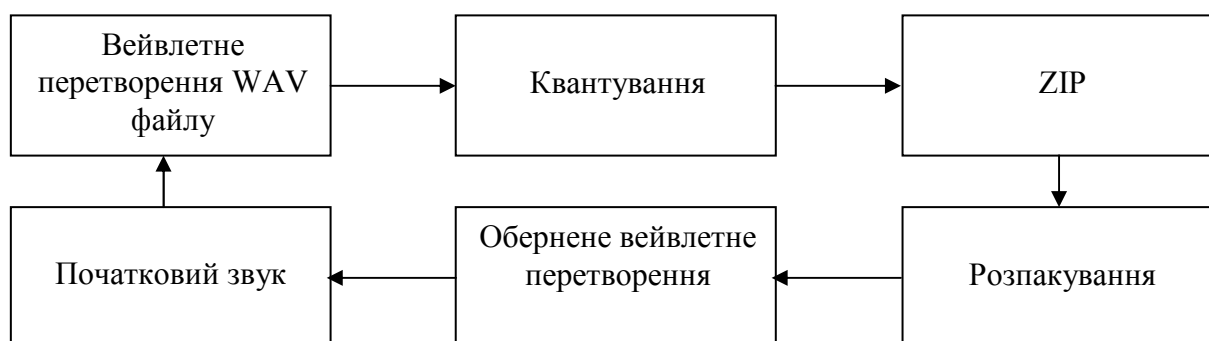 Вейвлетне
перетворення WAV
файлу
Квантування
ZIP
Початковий звук
Обернене вейвлетне
перетворення
Розпакування